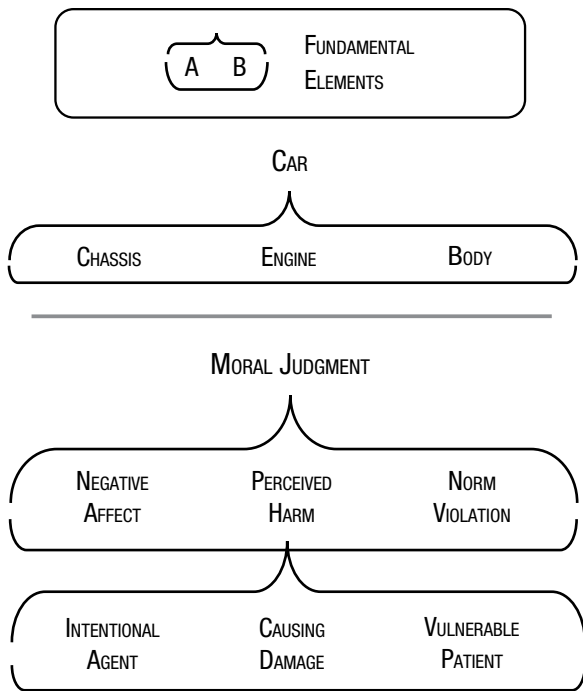 A B
FUNDAMENTAL
ELEMENTS
CAR
CHASSIS ENGINE BODY
MORAL JUDGMENT
NEGATIVE PERCEIVED NORM
AFFECT HARM VIOLATION
INTENTIONAL CAUSING VULNERABLE
AGENT DAMAGE PATIENT